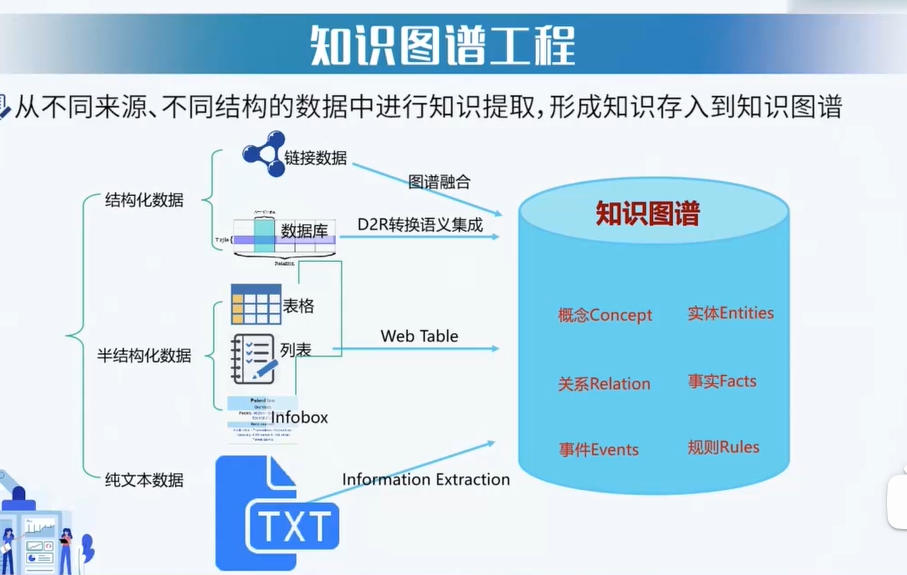 知识图谱工程
从不同来源、不同结构的数据中进行知识提取,形成知识存入到知识图谱
结构化数据
链接数据
图谱融合
数据库
D2R转换语义集成
知识图谱
半结构化数据
表格
列表
Web Table
Infobox
概念Concept
实体Entities
关系Relation
事实Facts
事件Events
规则Rules
纯文本数据
TXT
Information Extraction